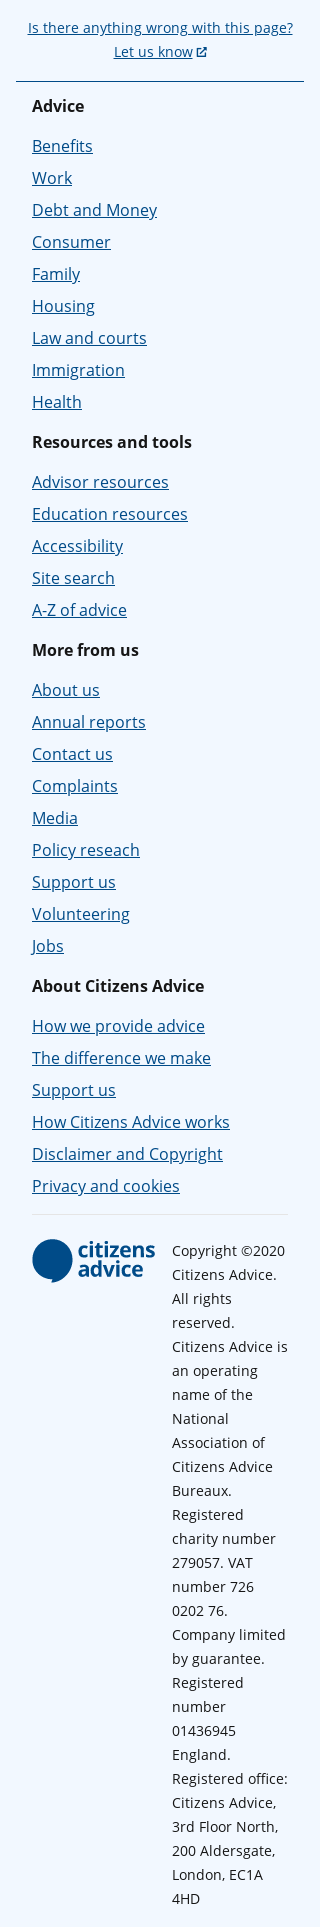 Is there anything wrong with this page?
Let us know
Advice
Benefits
Work
Debt and Money
Consumer
Family
Housing
Law and courts
Immigration
Health
Resources and tools
Advisor resources
Education resources
Accessibility
Site search
A-Z of advice
More from us
About us
Annual reports
Contact us
Complaints
Media
Policy reseach
Support us
Volunteering
Jobs
About Citizens Advice
How we provide advice
The difference we make
Support us
How Citizens Advice works
Disclaimer and Copyright
Privacy and cookies
citizens
advice
Copyright ©2020
Citizens Advice.
All rights
reserved.
Citizens Advice is
an operating
name of the
National
Association of
Citizens Advice
Bureaux.
Registered
charity number
279057. VAT
number 726
0202 76.
Company limited
by guarantee.
Registered
number
01436945
England.
Registered office:
Citizens Advice,
3rd Floor North,
200 Aldersgate,
London, EC1A
4HD